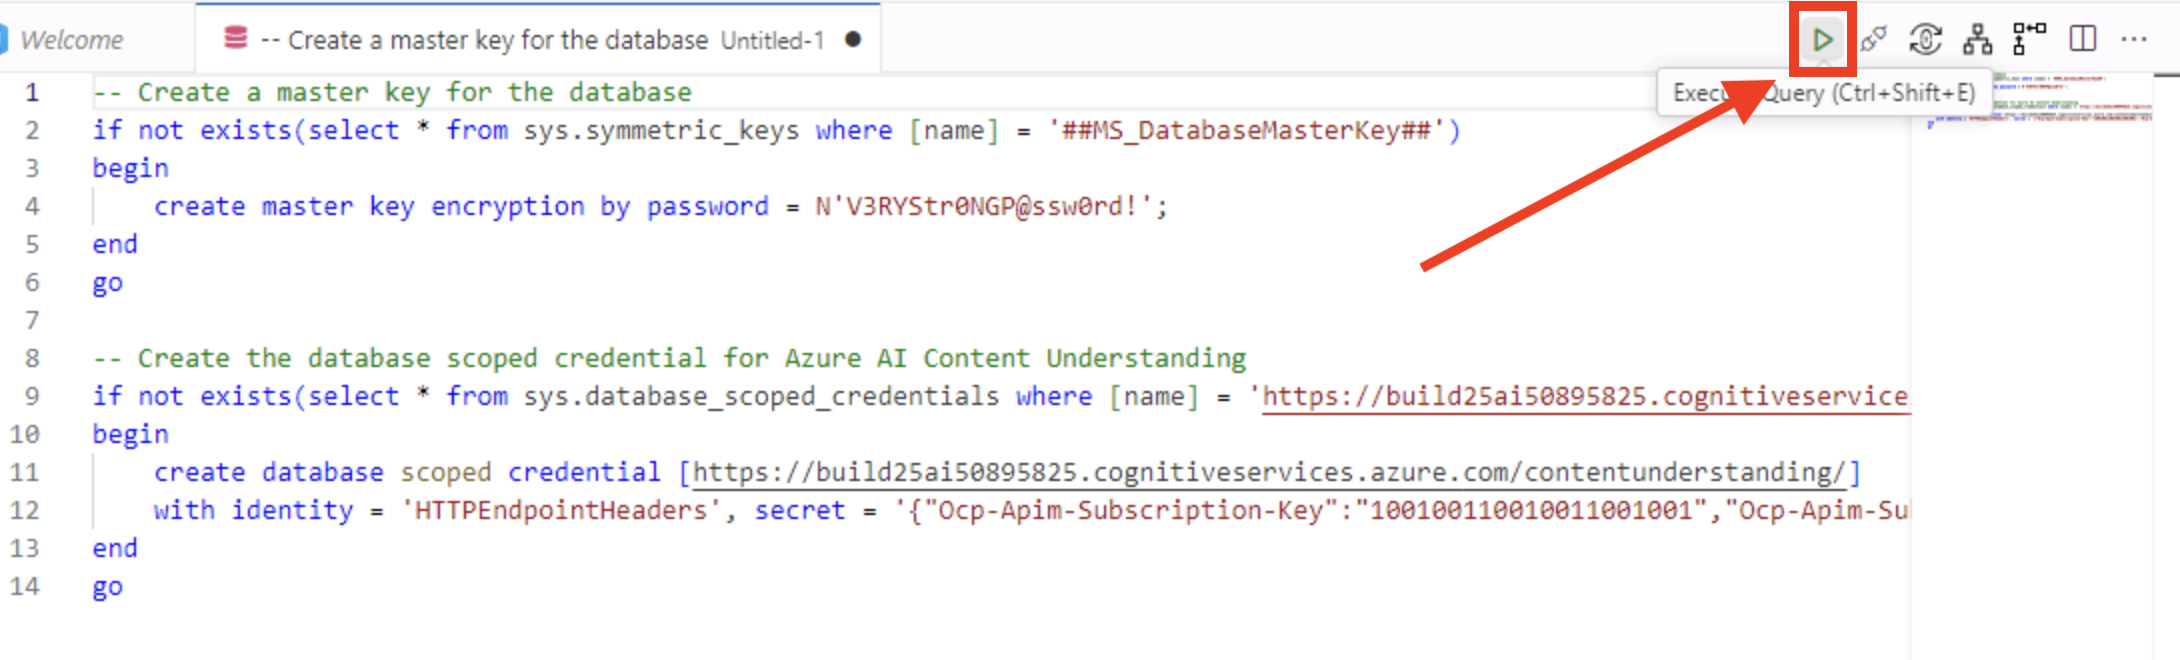 Welcome
-- Create a master key for the database Untitled-1
Query (Ctrl+Shift+E)
1 -- Create a master key for the database
2 if not exists(select * from sys.symmetric_keys where [name] = '##MS_DatabaseMasterKey##')
3 begin
4 create master key encryption by password = N'V3RYStr0NGP@ssw0rd!';
5 end
6 go
7
8 -- Create the database scoped credential for Azure AI Content Understanding
9 if not exists(select * from sys.database_scoped_credentials where [name] = 'https://build25ai50895825.cognitiveservice
10 begin
11 create database scoped credential [https://build25ai50895825.cognitiveservices.azure.com/contentunderstanding/]
12 with identity = 'HTTPEndpointHeaders', secret = '{"Ocp-Apim-Subscription-Key":"100100110010011001001","Ocp-Apim-Su
13 end
14 go